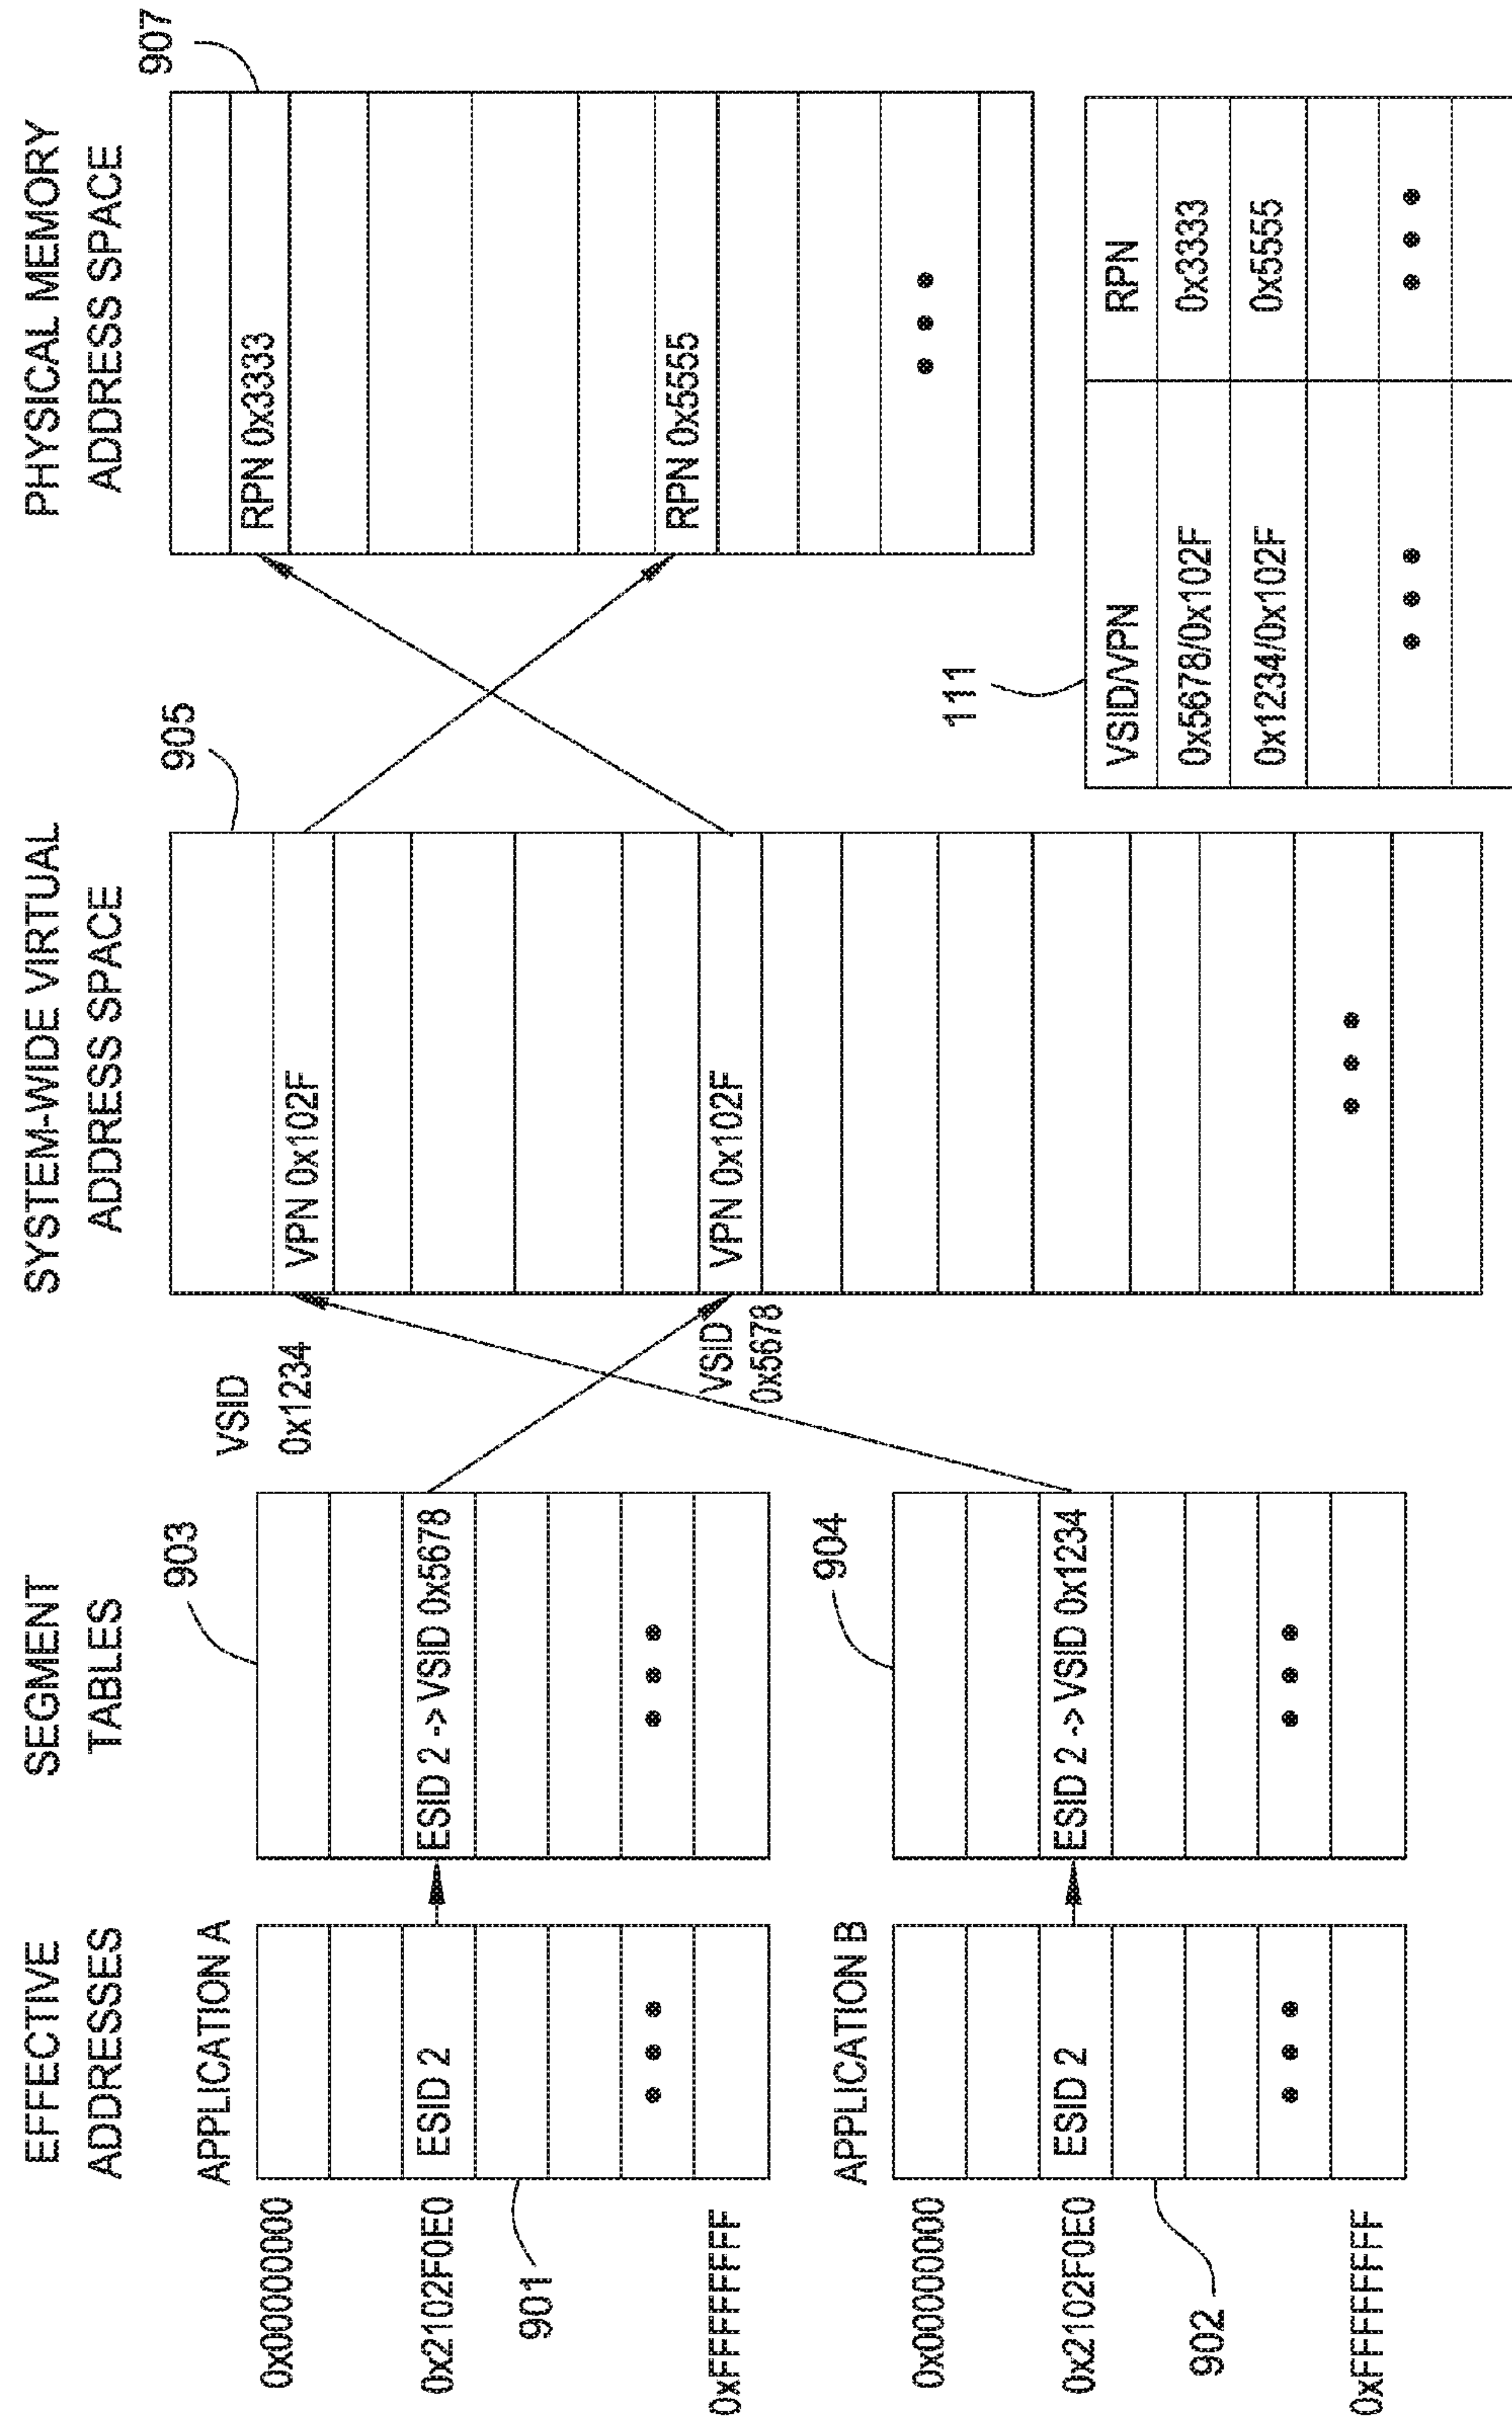 EFFECTIVE
ADDRESSES
SEGMENT
TABLES
SYSTEM-WIDE VIRTUAL
ADDRESS SPACE
PHYSICAL MEMORY
ADDRESS SPACE
APPLICATION A
0x00000000
0x2102F0E0
0xFFFFFFFF
ESID 2
901
903
ESID 2 -> VSID 0x5678
APPLICATION B
0x00000000
0x2102F0E0
0xFFFFFFFF
ESID 2
902
904
ESID 2 -> VSID 0x1234
VSID
0x1234
VSID
0x5678
905
VPN 0x102F
VPN 0x102F
907
RPN 0x3333
RPN 0x5555
111
VSID/VPN RPN
0x5678/0x102F 0x3333
0x1234/0x102F 0x5555